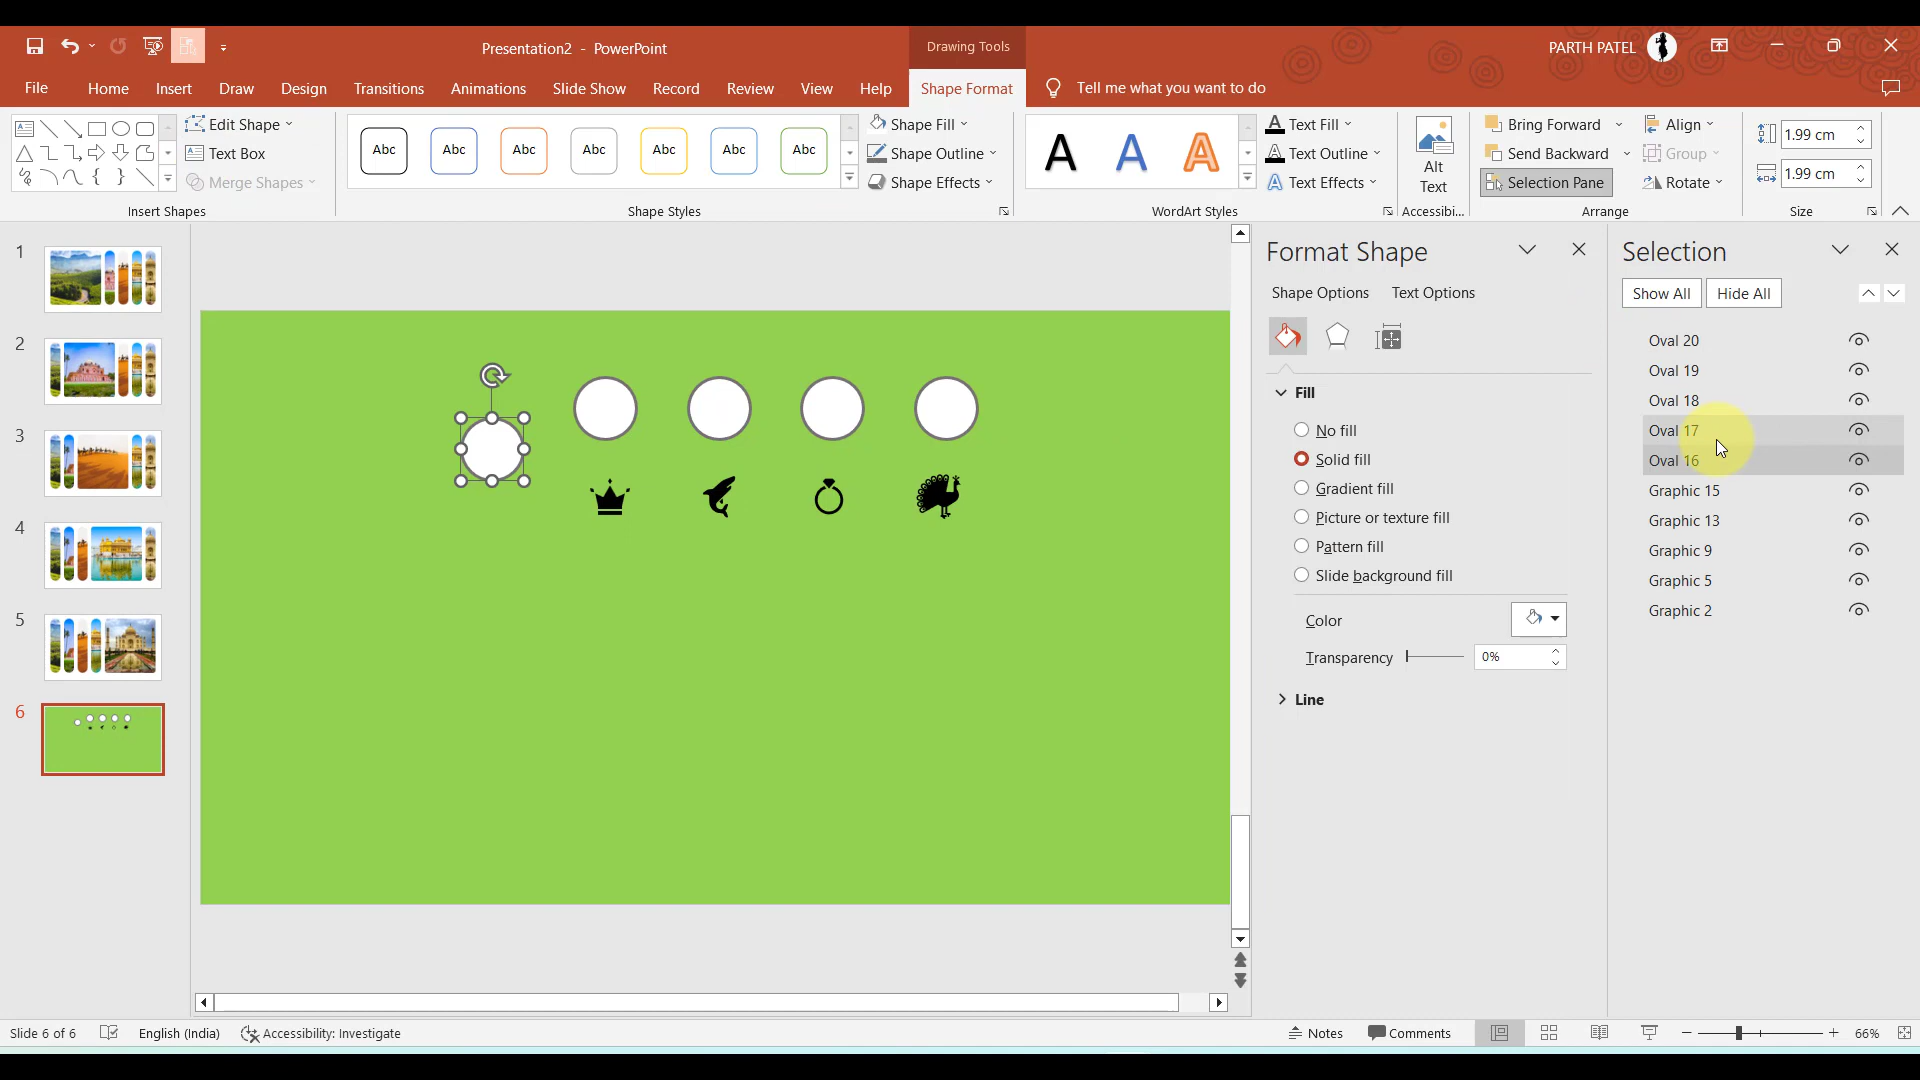 Presentation2 - PowerPoint
Drawing Tools
PARTH PATEL
File
Home
Insert
Draw
Design
Transitions
Animations
Slide Show
Record
Review
View
Help
Shape Format
Tell me what you want to do
Edit Shape
Text Box
Merge Shapes
Insert Shapes
Abc
Abc
Abc
Abc
Abc
Abc
Abc
Shape Fill
Shape Outline
Shape Effects
Shape Styles
A
A
A
Text Fill
Text Outline
Text Effects
WordArt Styles
Alt
Text
Accessibi...
Bring Forward
Send Backward
Selection Pane
Align
Group
Rotate
Arrange
1.99 cm
1.99 cm
Size
1
2
3
4
5
6
Format Shape
Shape Options
Text Options
Fill
No fill
Solid fill
Gradient fill
Picture or texture fill
Pattern fill
Slide background fill
Color
Transparency
0%
Line
Selection
Show All
Hide All
Oval 20
Oval 19
Oval 18
Oval 17
Oval 16
Graphic 15
Graphic 13
Graphic 9
Graphic 5
Graphic 2
Slide 6 of 6
English (India)
Accessibility: Investigate
Notes
Comments
66%